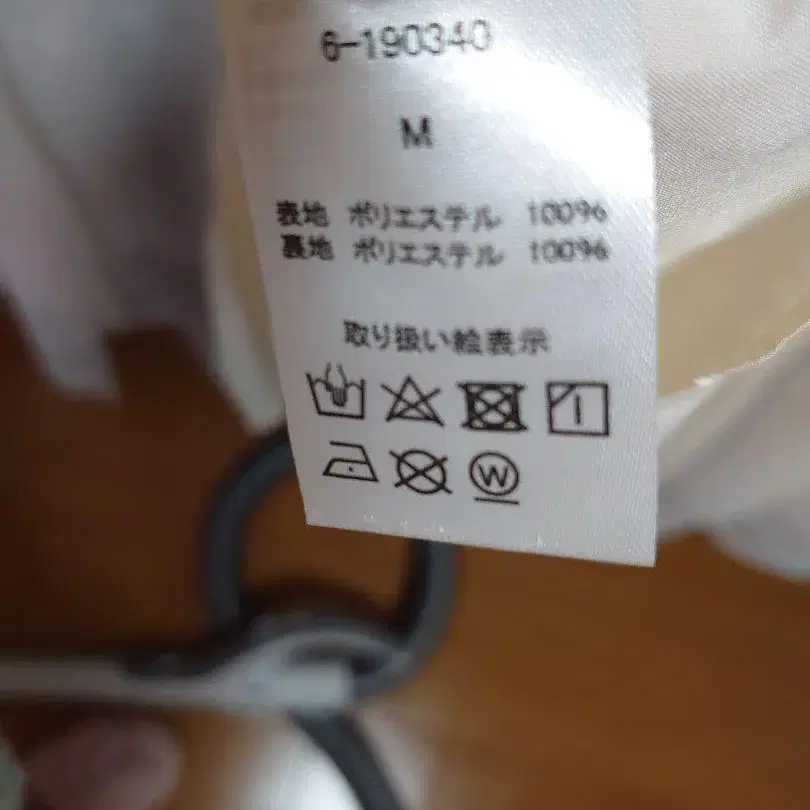 6-190340
M
表地 ポリエステル 100%
裏地 ポリエステル 100%
取り扱い絵表示
W